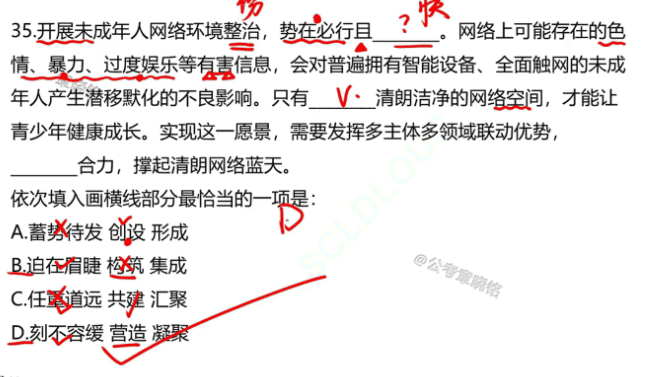 快
35.开展未成年人网络环境整治，势在必行且________。网络上可能存在的色
情、暴力、过度娱乐等有害信息，会对普遍拥有智能设备、全面触网的未成
年人产生潜移默化的不良影响。只有________清朗洁净的网络空间，才能让
青少年健康成长。实现这一愿景，需要发挥多主体多领域联动优势，
________合力，撑起清朗网络蓝天。
依次填入画横线部分最恰当的一项是：
D
A.蓄势待发 创设 形成
B.迫在眉睫 构筑 集成
C.任重道远 共建 汇聚
D.刻不容缓 营造 凝聚
@公考章晓铭